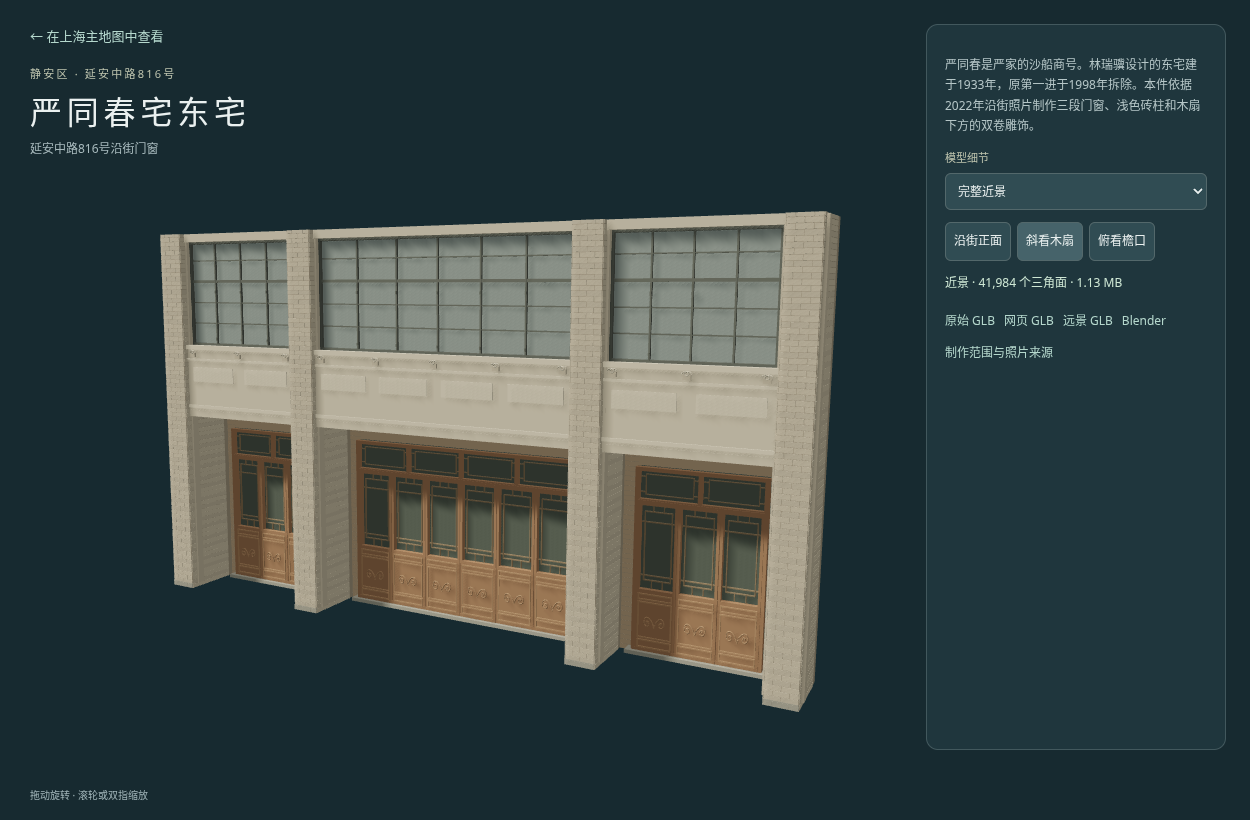 ← 在上海主地图中查看
静安区 · 延安中路816号
严同春宅东宅
延安中路816号沿街门窗
严同春是严家的沙船商号。林瑞骥设计的东宅建
于1933年，原第一进于1998年拆除。本件依据
2022年沿街照片制作三段门窗、浅色砖柱和木扇
下方的双卷雕饰。
模型细节
完整近景
沿街正面 斜看木扇 俯看檐口
近景 · 41,984 个三角面 · 1.13 MB
原始 GLB 网页 GLB 远景 GLB Blender
制作范围与照片来源
拖动旋转 · 滚轮或双指缩放